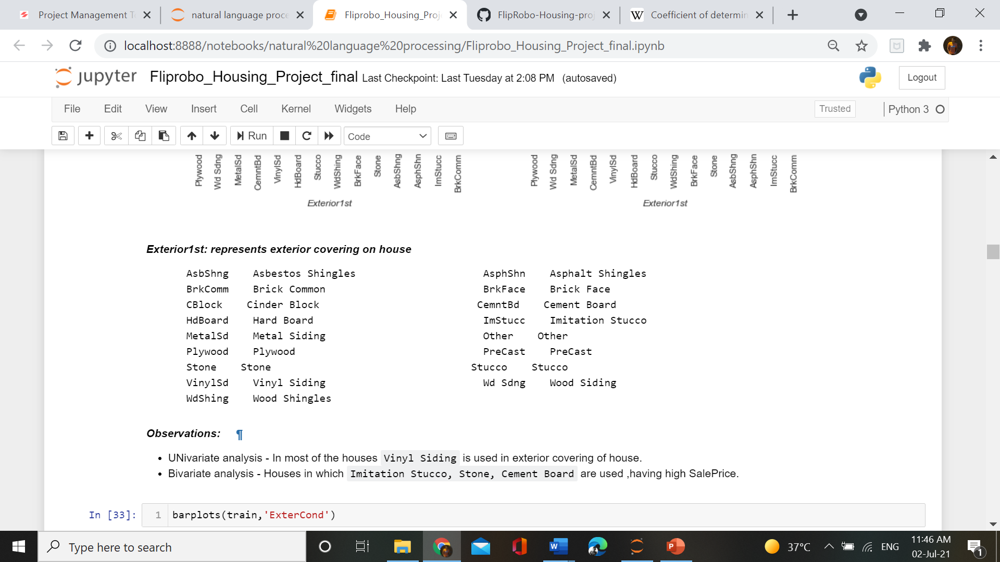 Project Management T
natural language proce
Fliprobo_Housing_Proj
FlipRobo-Housing-proj
W Coefficient of determin
localhost:8888/notebooks/natural%20language%20processing/Fliprobo_Housing_Project_final.ipynb
jupyter Fliprobo_Housing_Project_final Last Checkpoint: Last Tuesday at 2:08 PM (autosaved)
Logout
File Edit View Insert Cell Kernel Widgets Help Trusted Python 3
Run Code
Plywood Wd Sdng MetalSd CemntBd VinylSd HdBoard Stucco WdShing BrkFace Stone AsbShng AsphShn ImStucc BrkComm
Plywood Wd Sdng MetalSd CemntBd VinylSd HdBoard Stucco WdShing BrkFace Stone AsbShng AsphShn ImStucc BrkComm
Exterior1st Exterior1st
Exterior1st: represents exterior covering on house
AsbShng Asbestos Shingles AsphShn Asphalt Shingles
BrkComm Brick Common BrkFace Brick Face
CBlock Cinder Block CemntBd Cement Board
HdBoard Hard Board ImStucc Imitation Stucco
MetalSd Metal Siding Other Other
Plywood Plywood PreCast PreCast
Stone Stone Stucco Stucco
VinylSd Vinyl Siding Wd Sdng Wood Siding
WdShing Wood Shingles
Observations: ¶
• UNivariate analysis - In most of the houses Vinyl Siding is used in exterior covering of house.
• Bivariate analysis - Houses in which Imitation Stucco, Stone, Cement Board are used ,having high SalePrice.
In [33]: 1 barplots(train,'ExterCond')
Type here to search
37°C
ENG
11:46 AM
02-Jul-21
1